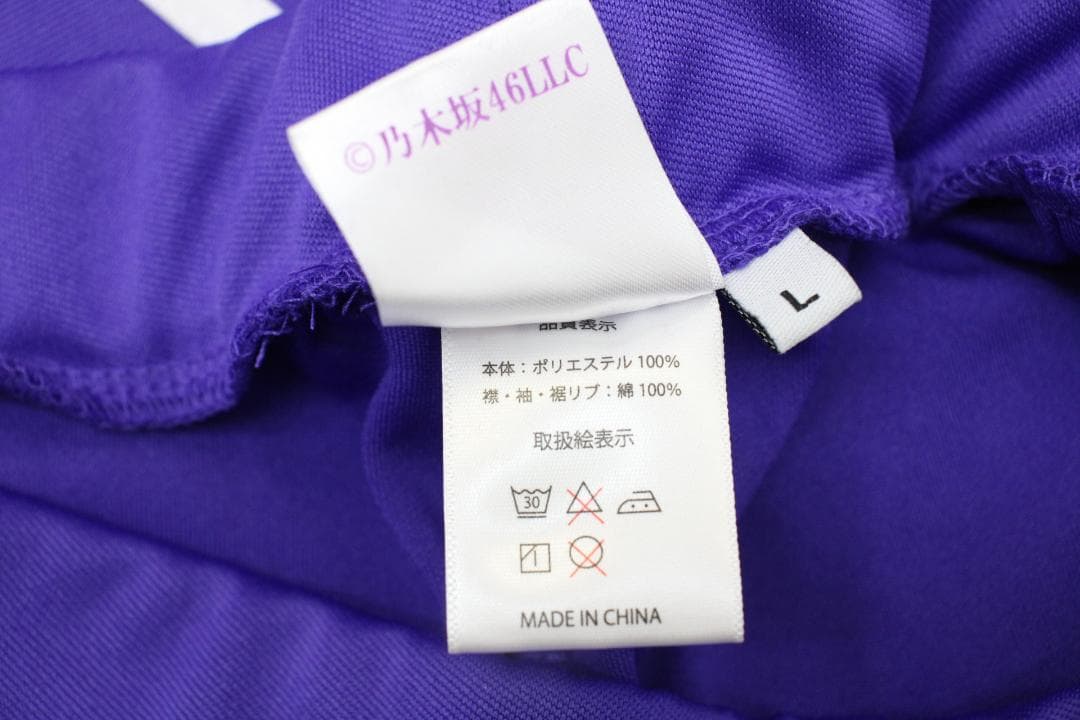 ©乃木坂46LLC
L
品質表示
本体：ポリエステル 100%
襟・袖・裾リブ：綿 100%
取扱絵表示
30
MADE IN CHINA